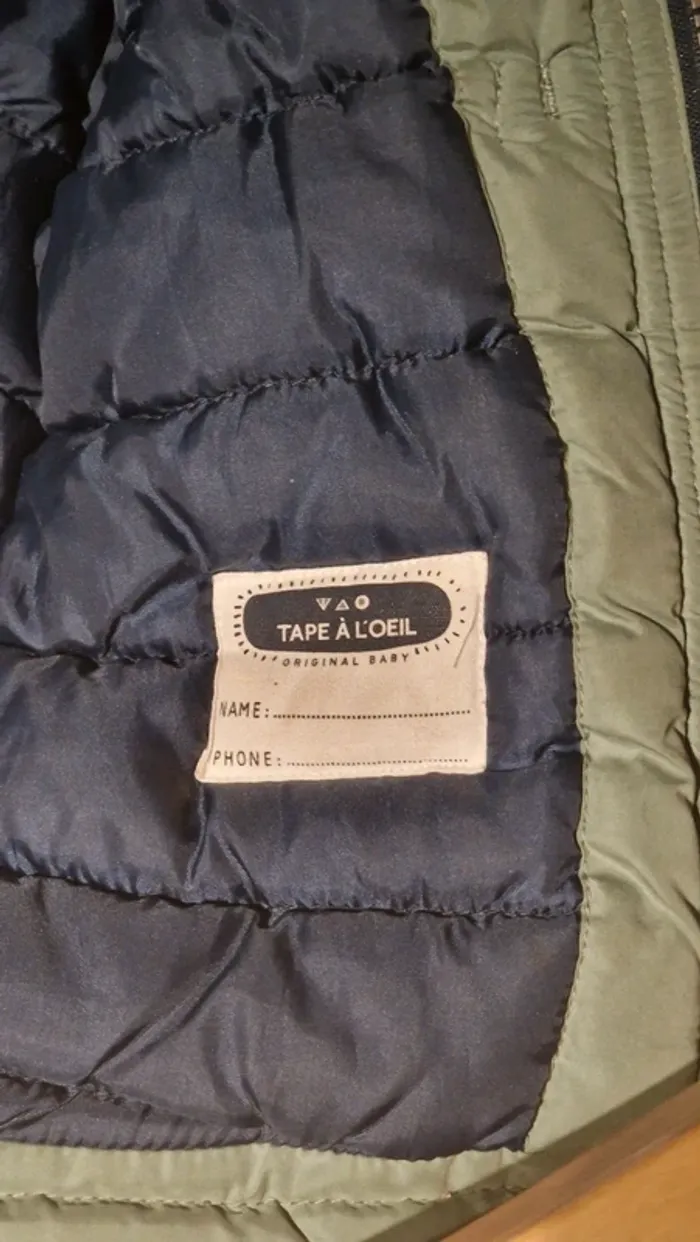 TAPE À L'OEIL
ORIGINAL BABY
NAME:
PHONE: